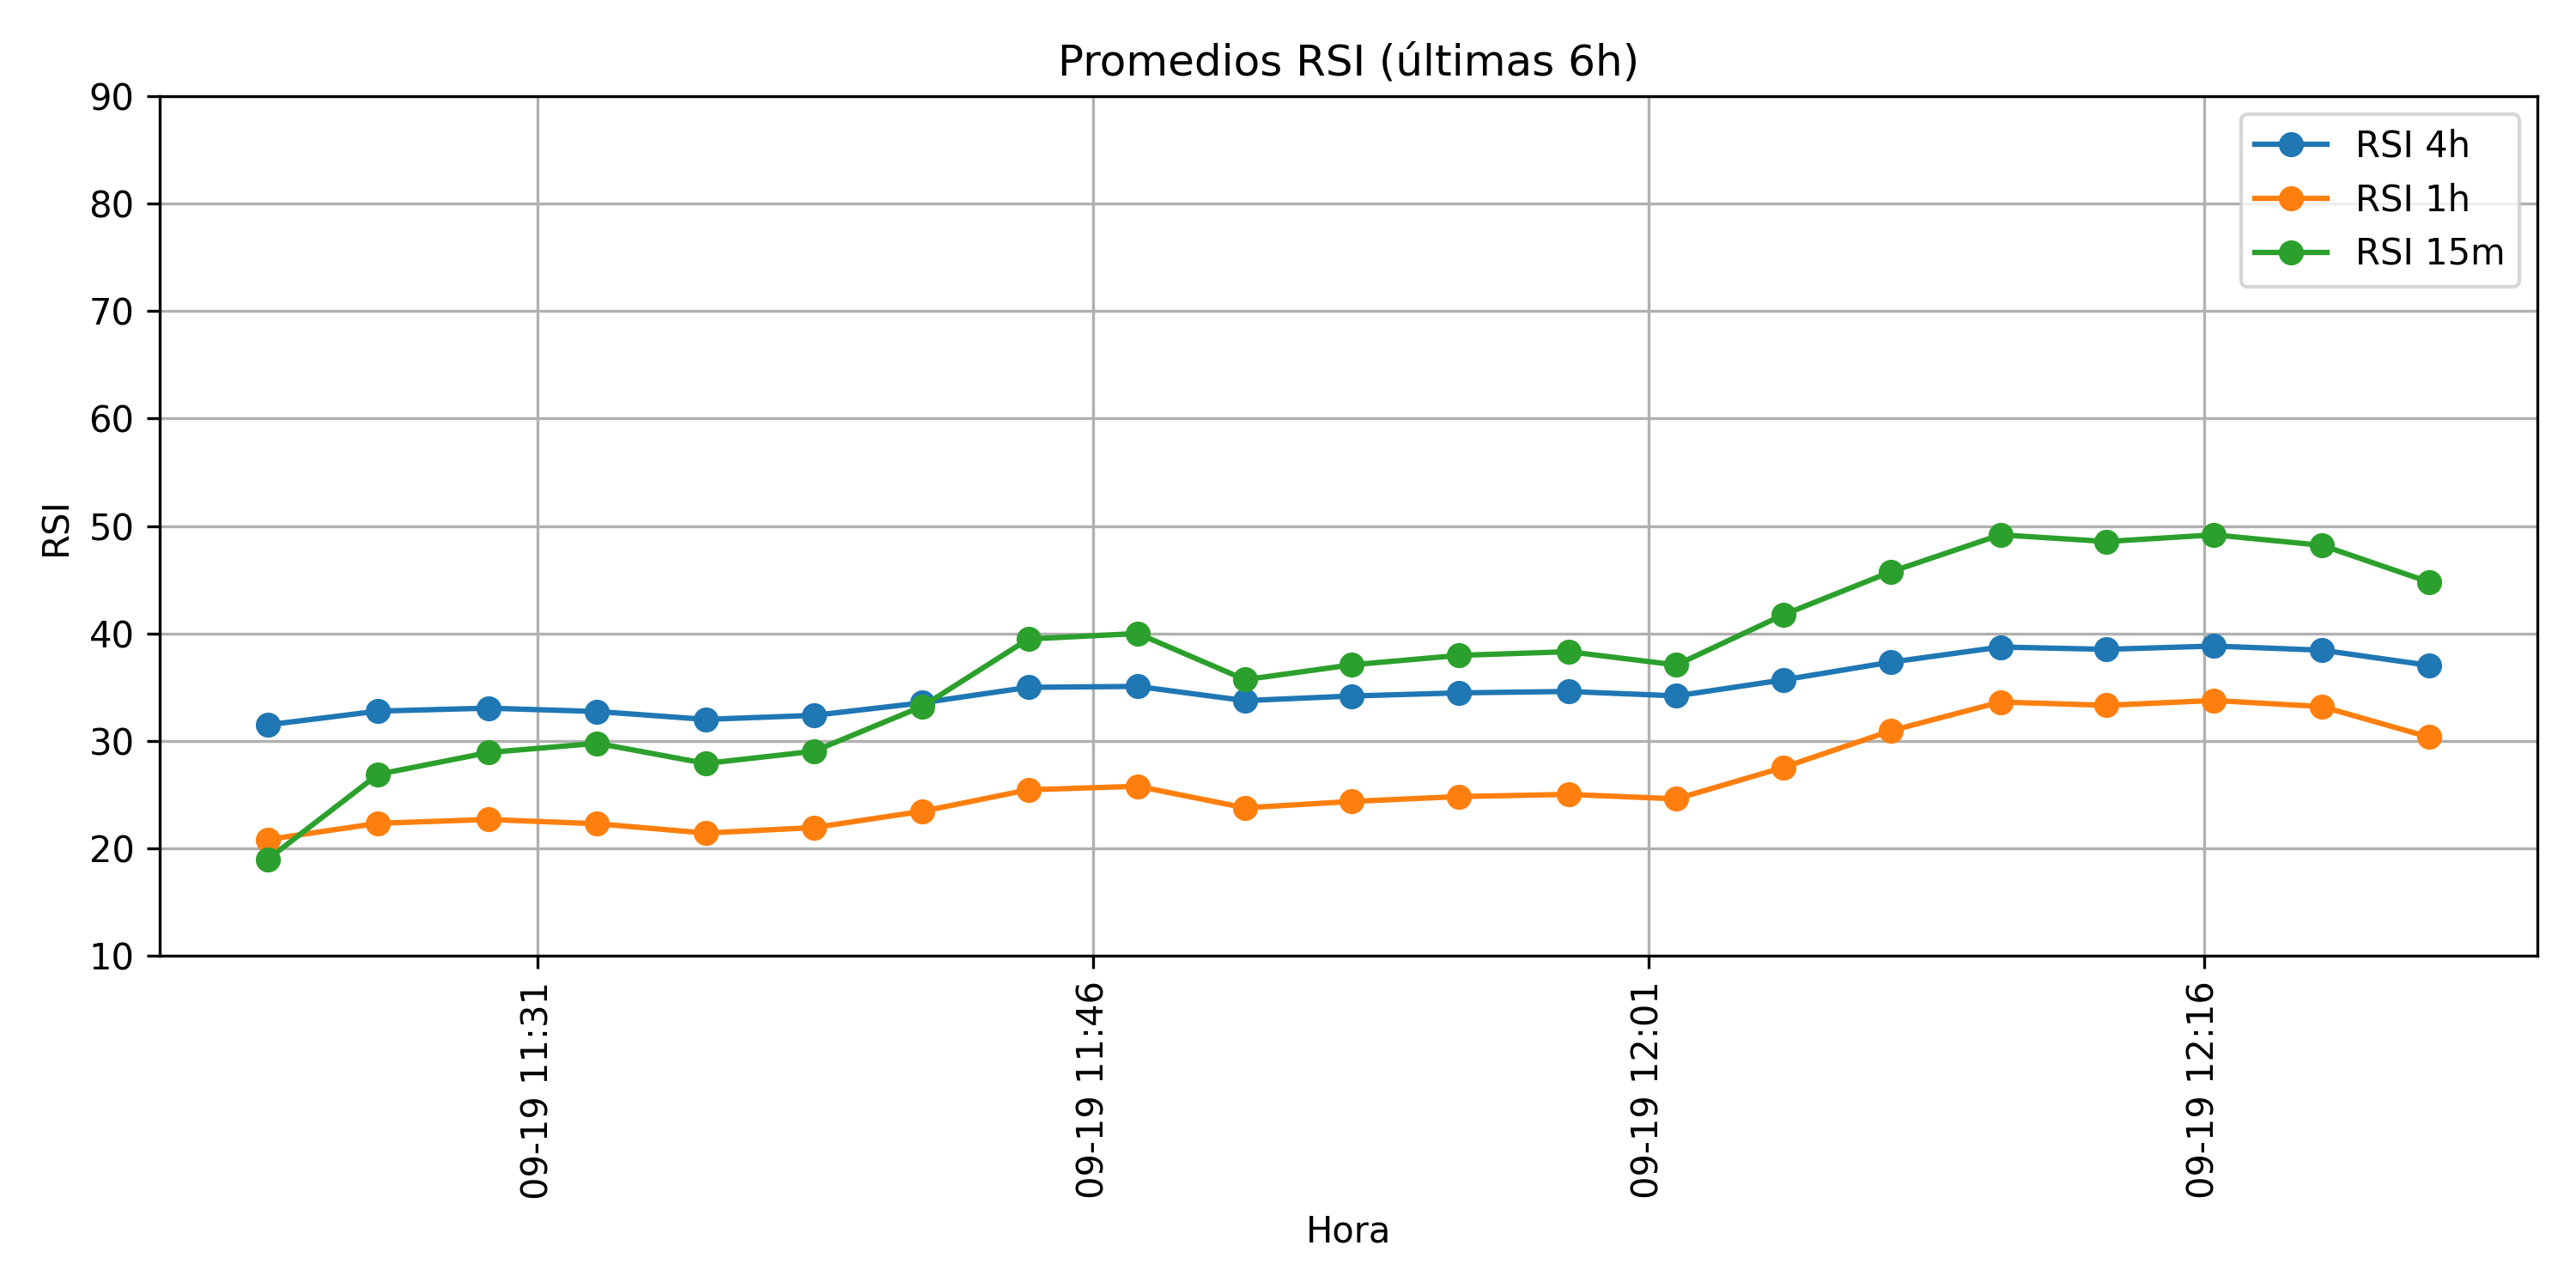 Promedios RSI (últimas 6h)
90
80
70
60
50
40
30
20
10
RSI
RSI 4h
RSI 1h
RSI 15m
09-19 11:31
09-19 11:46
09-19 12:01
09-19 12:16
Hora